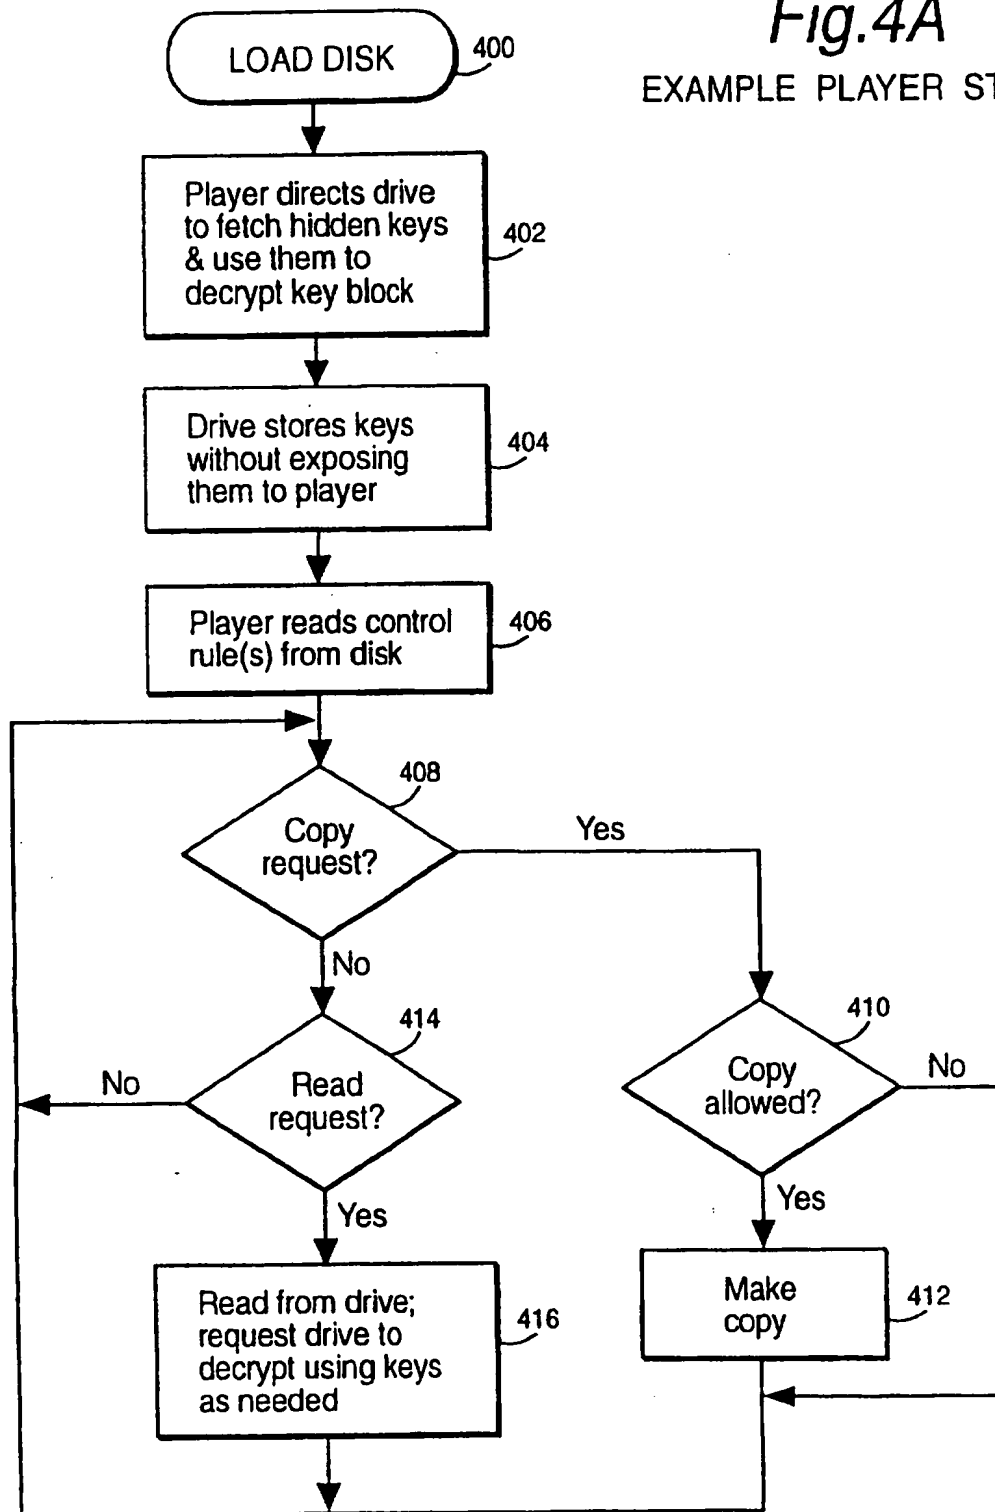 Fig.4A
EXAMPLE PLAYER ST
LOAD DISK
400
Player directs drive
to fetch hidden keys
& use them to
decrypt key block
402
Drive stores keys
without exposing
them to player
404
Player reads control
rule(s) from disk
406
Copy
request?
408
Yes
No
Read
request?
414
No
Yes
Copy
allowed?
410
No
Yes
Read from drive;
request drive to
decrypt using keys
as needed
416
Make
copy
412